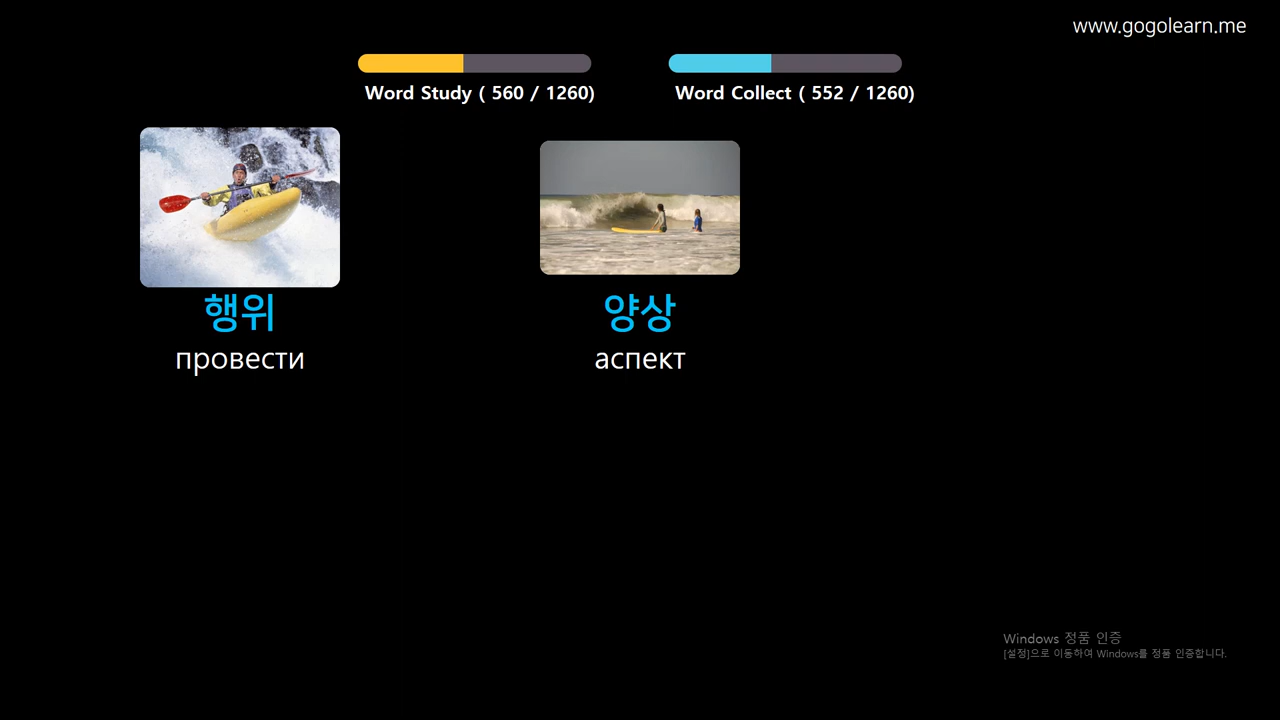 www.gogolearn.me
Word Study ( 560 / 1260)
Word Collect ( 552 / 1260)
행위
провести
양상
аспект
Windows 정품 인증
[설정]으로 이동하여 Windows를 정품 인증합니다.